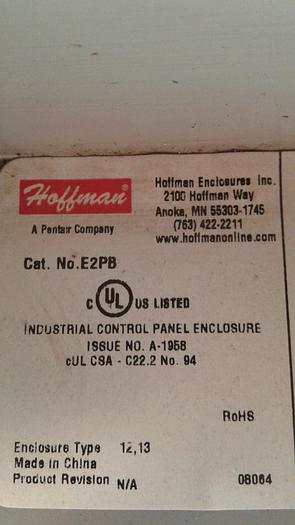 Hoffman®
A Pentair Company
Hoffman Enclosures Inc.
2100 Hoffman Way
Anoka, MN 55303-1745
(763) 422-2211
www.hoffmanonline.com
Cat. No.E2PB
C UL US LISTED
INDUSTRIAL CONTROL PANEL ENCLOSURE
ISSUE NO. A-1958
cUL CSA - C22.2 No. 94
RoHS
Enclosure Type 12,13
Made in China
Product Revision N/A
08064